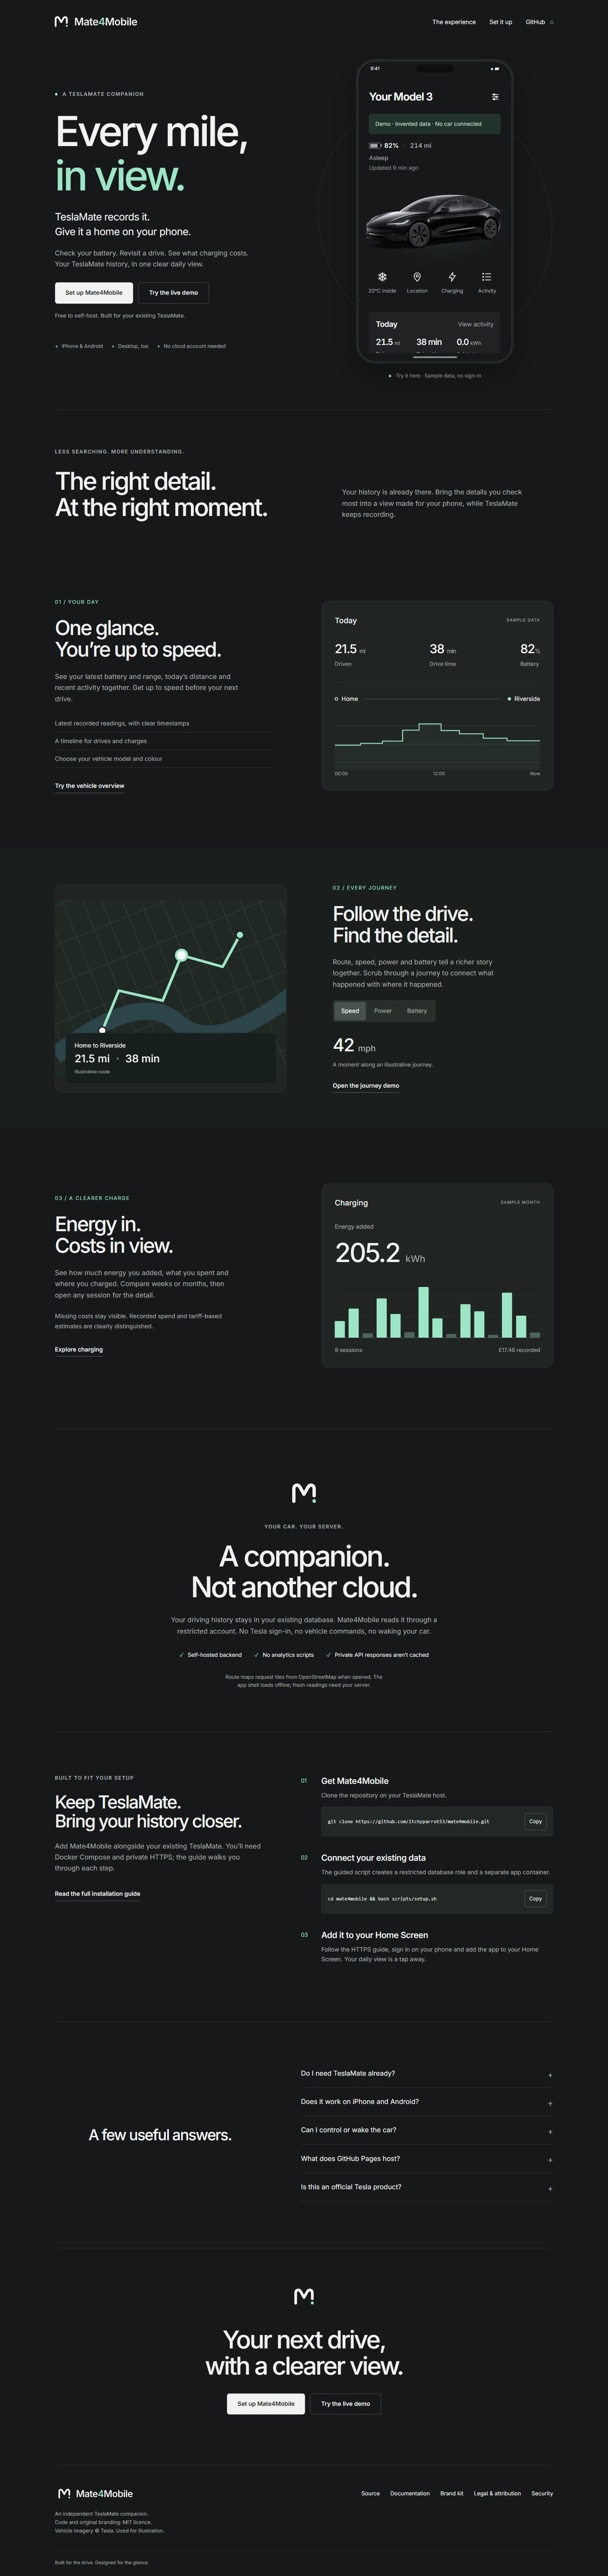 Mate4Mobile
The experience
Set it up
GitHub
A TESLAMATE COMPANION
Every mile,
in view.
TeslaMate records it.
Give it a home on your phone.
Check your battery. Revisit a drive. See what charging costs.
Your TeslaMate history, in one clear daily view.
Set up Mate4Mobile
Try the live demo
Free to self-host. Built for your existing TeslaMate.
iPhone & Android
Desktop, too
No cloud account needed
9:41
Your Model 3
Demo · Invented data · No car connected
82% · 214 mi
Asleep
Updated 9 min ago
20°C inside
Location
Charging
Activity
Today
View activity
21.5 mi
38 min
0.0 kWh
Try it here · Sample data, no sign-in
LESS SEARCHING. MORE UNDERSTANDING.
The right detail.
At the right moment.
Your history is already there. Bring the details you check
most into a view made for your phone, while TeslaMate
keeps recording.
01 / YOUR DAY
One glance.
You're up to speed.
See your latest battery and range, today's distance and
recent activity together. Get up to speed before your next
drive.
Latest recorded readings, with clear timestamps
A timeline for drives and charges
Choose your vehicle model and colour
Try the vehicle overview
Today
SAMPLE DATA
21.5 mi
38 min
82%
Driven
Drive time
Battery
Home
Riverside
00:00
12:00
Now
Home to Riverside
21.5 mi · 38 min
Illustrative route
02 / EVERY JOURNEY
Follow the drive.
Find the detail.
Route, speed, power and battery tell a richer story
together. Scrub through a journey to connect what
happened with where it happened.
Speed
Power
Battery
42 mph
A moment along an illustrative journey.
Open the journey demo
03 / A CLEARER CHARGE
Energy in.
Costs in view.
See how much energy you added, what you spent and
where you charged. Compare weeks or months, then
open any session for the detail.
Missing costs stay visible. Recorded spend and tariff-based
estimates are clearly distinguished.
Explore charging
Charging
SAMPLE MONTH
Energy added
205.2 kWh
9 sessions
£17.46 recorded
YOUR CAR. YOUR SERVER.
A companion.
Not another cloud.
Your driving history stays in your existing database. Mate4Mobile reads it through a
restricted account. No Tesla sign-in, no vehicle commands, no waking your car.
✓ Self-hosted backend
✓ No analytics scripts
✓ Private API responses aren't cached
Route maps request tiles from OpenStreetMap when opened. The
app shell loads offline; fresh readings need your server.
BUILT TO FIT YOUR SETUP
Keep TeslaMate.
Bring your history closer.
Add Mate4Mobile alongside your existing TeslaMate. You'll need
Docker Compose and private HTTPS; the guide walks you
through each step.
Read the full installation guide
01
Get Mate4Mobile
Clone the repository on your TeslaMate host.
git clone https://github.com/itchyparrot53/mate4mobile.git
Copy
02
Connect your existing data
The guided script creates a restricted database role and a separate app container.
cd mate4mobile && bash scripts/setup.sh
Copy
03
Add it to your Home Screen
Follow the HTTPS guide, sign in on your phone and add the app to your Home
Screen. Your daily view is a tap away.
A few useful answers.
Do I need TeslaMate already?
+
Does it work on iPhone and Android?
+
Can I control or wake the car?
+
What does GitHub Pages host?
+
Is this an official Tesla product?
+
Your next drive,
with a clearer view.
Set up Mate4Mobile
Try the live demo
Mate4Mobile
Source
Documentation
Brand kit
Legal & attribution
Security
An independent TeslaMate companion.
Code and original branding: MIT licence.
Vehicle imagery © Tesla. Used for illustration.
Built for the drive. Designed for the glance.